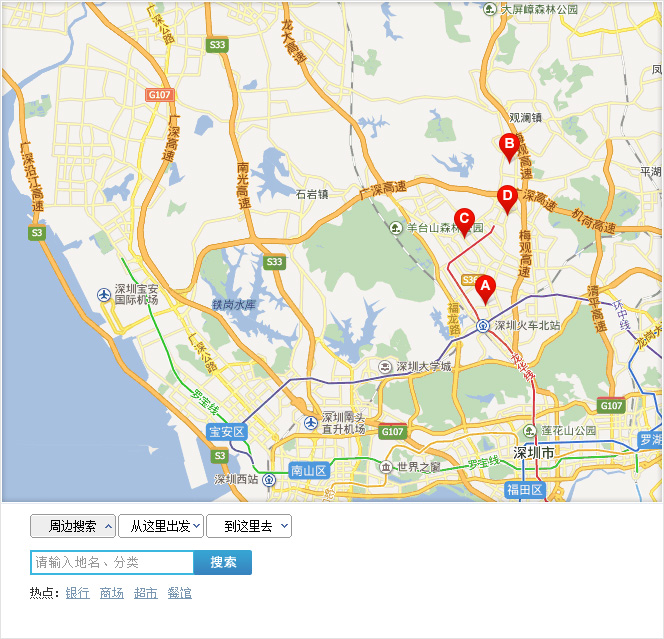 大屏嶂森林公园
广深公路
龙大高速
S33
凤
G107
观澜镇
广深高速
B
梅观高速
广深沿江高速
南光高速
平湖
石岩镇
广深高速
D
广深高速
机荷高速
C
羊台山森林公园
S3
梅观高速
S33
A
深圳宝安
国际机场
铁岗水库
清平高速
福龙路
环中线
深圳火车北站
广深公路
龙华线
深圳大学城
罗宝线
G107
深圳南头
直升机场
宝安区
G107
莲花山公园
罗湖
S3
深圳市
南山区
世界之窗
罗宝线
深圳西站
福田区
周边搜索
从这里出发
到这里去
请输入地名、分类
搜索
热点：银行 商场 超市 餐馆